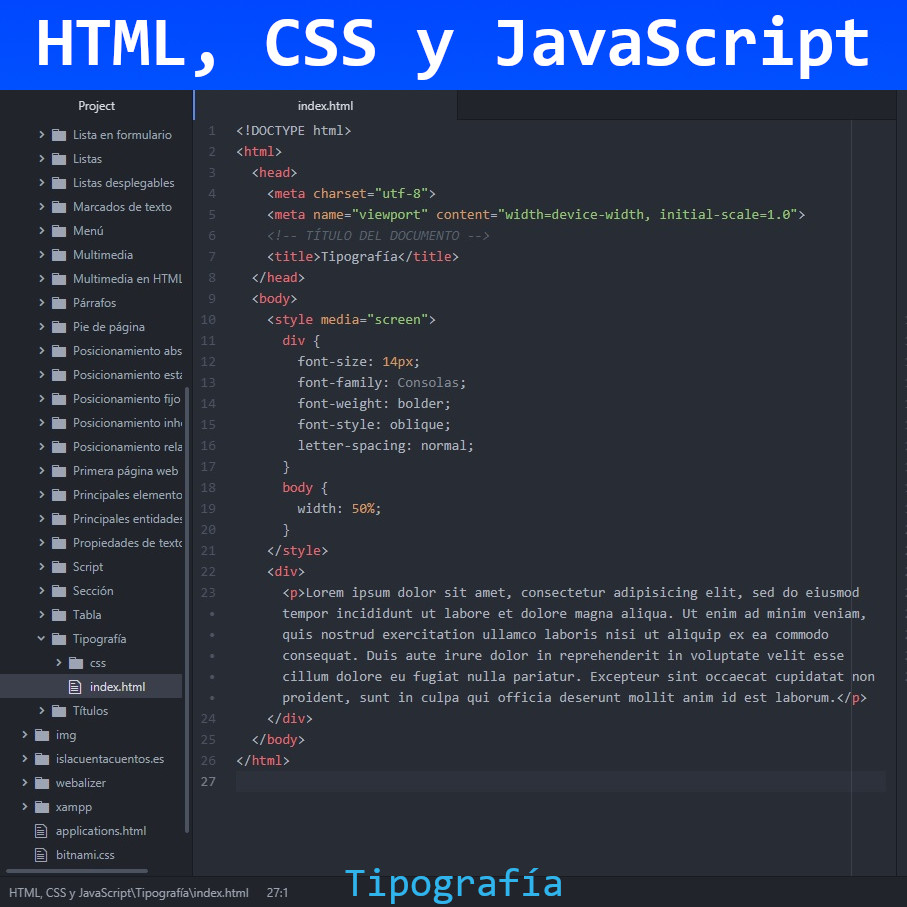 HTML, CSS y JavaScript
Project
Lista en formulario
Listas
Listas desplegables
Marcados de texto
Menú
Multimedia
Multimedia en HTML
Párrafos
Pie de página
Posicionamiento abs
Posicionamiento está
Posicionamiento fijo
Posicionamiento inhe
Posicionamiento rela
Primera página web
Principales elemento
Principales entidades
Propiedades de texto
Script
Sección
Tabla
Tipografía
css
index.html
Títulos
img
islacuentacuentos.es
webalizer
xampp
applications.html
bitnami.css
index.html
1 <!DOCTYPE html>
2 <html>
3 <head>
4 <meta charset="utf-8">
5 <meta name="viewport" content="width=device-width, initial-scale=1.0">
6 <!-- TÍTULO DEL DOCUMENTO -->
7 <title>Tipografía</title>
8 </head>
9 <body>
10 <style media="screen">
11 div {
12 font-size: 14px;
13 font-family: Consolas;
14 font-weight: bolder;
15 font-style: oblique;
16 letter-spacing: normal;
17 }
18 body {
19 width: 50%;
20 }
21 </style>
22 <div>
23 <p>Lorem ipsum dolor sit amet, consectetur adipisicing elit, sed do eiusmod
• tempor incididunt ut labore et dolore magna aliqua. Ut enim ad minim veniam,
• quis nostrud exercitation ullamco laboris nisi ut aliquip ex ea commodo
• consequat. Duis aute irure dolor in reprehenderit in voluptate velit esse
• cillum dolore eu fugiat nulla pariatur. Excepteur sint occaecat cupidatat non
• proident, sunt in culpa qui officia deserunt mollit anim id est laborum.</p>
24 </div>
25 </body>
26 </html>
27
HTML, CSS y JavaScript\Tipografía\index.html 27:1
Tipografía